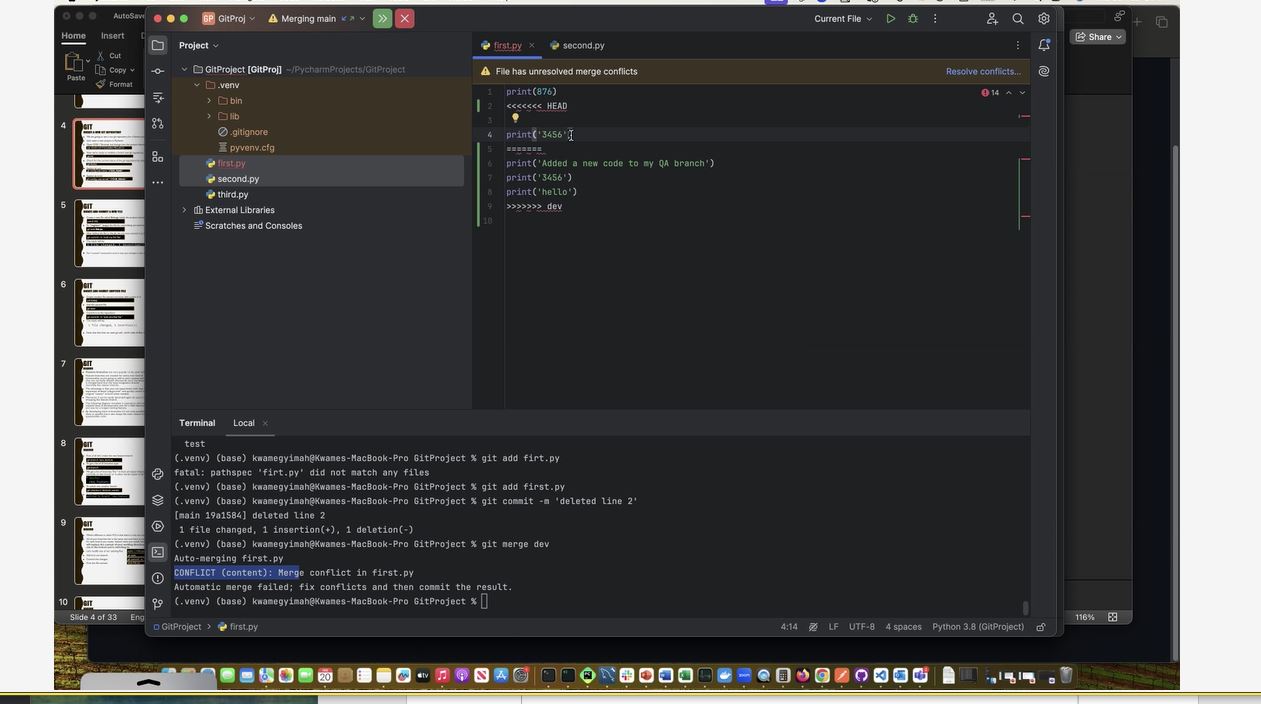 AutoSave
GP GitProj
Merging main
Current File
Home
Insert
Share
Paste
Cut
Copy
Format
Project
first.py
second.py
GitProject [GitProj] ~/PycharmProjects/GitProject
File has unresolved merge conflicts
Resolve conflicts...
.venv
bin
lib
.gitignore
pyvenv.cfg
first.py
second.py
third.py
External Libraries
Scratches and Consoles
14
1 print(876)
2 <<<<<<< HEAD
3
4 print('3456')
5 =======
6 print('Added a new code to my QA branch')
7 print('3456')
8 print('hello')
9 >>>>>>> dev
10
4
GIT
5
GIT
6
GIT
7
GIT
8
GIT
9
GIT
10
GIT
Terminal
Local
test
(.venv) (base) kwamegyimah@Kwames-MacBook-Pro GitProject % git add firt.py
fatal: pathspec 'firt.py' did not match any files
(.venv) (base) kwamegyimah@Kwames-MacBook-Pro GitProject % git add first.py
(.venv) (base) kwamegyimah@Kwames-MacBook-Pro GitProject % git commit -m 'deleted line 2'
[main 19a1584] deleted line 2
1 file changed, 1 insertion(+), 1 deletion(-)
(.venv) (base) kwamegyimah@Kwames-MacBook-Pro GitProject % git merge dev
Auto-merging first.py
CONFLICT (content): Merge conflict in first.py
Automatic merge failed; fix conflicts and then commit the result.
(.venv) (base) kwamegyimah@Kwames-MacBook-Pro GitProject %
Slide 4 of 33
Eng
116%
GitProject > first.py
4:14
LF
UTF-8
4 spaces
Python 3.8 (GitProject)